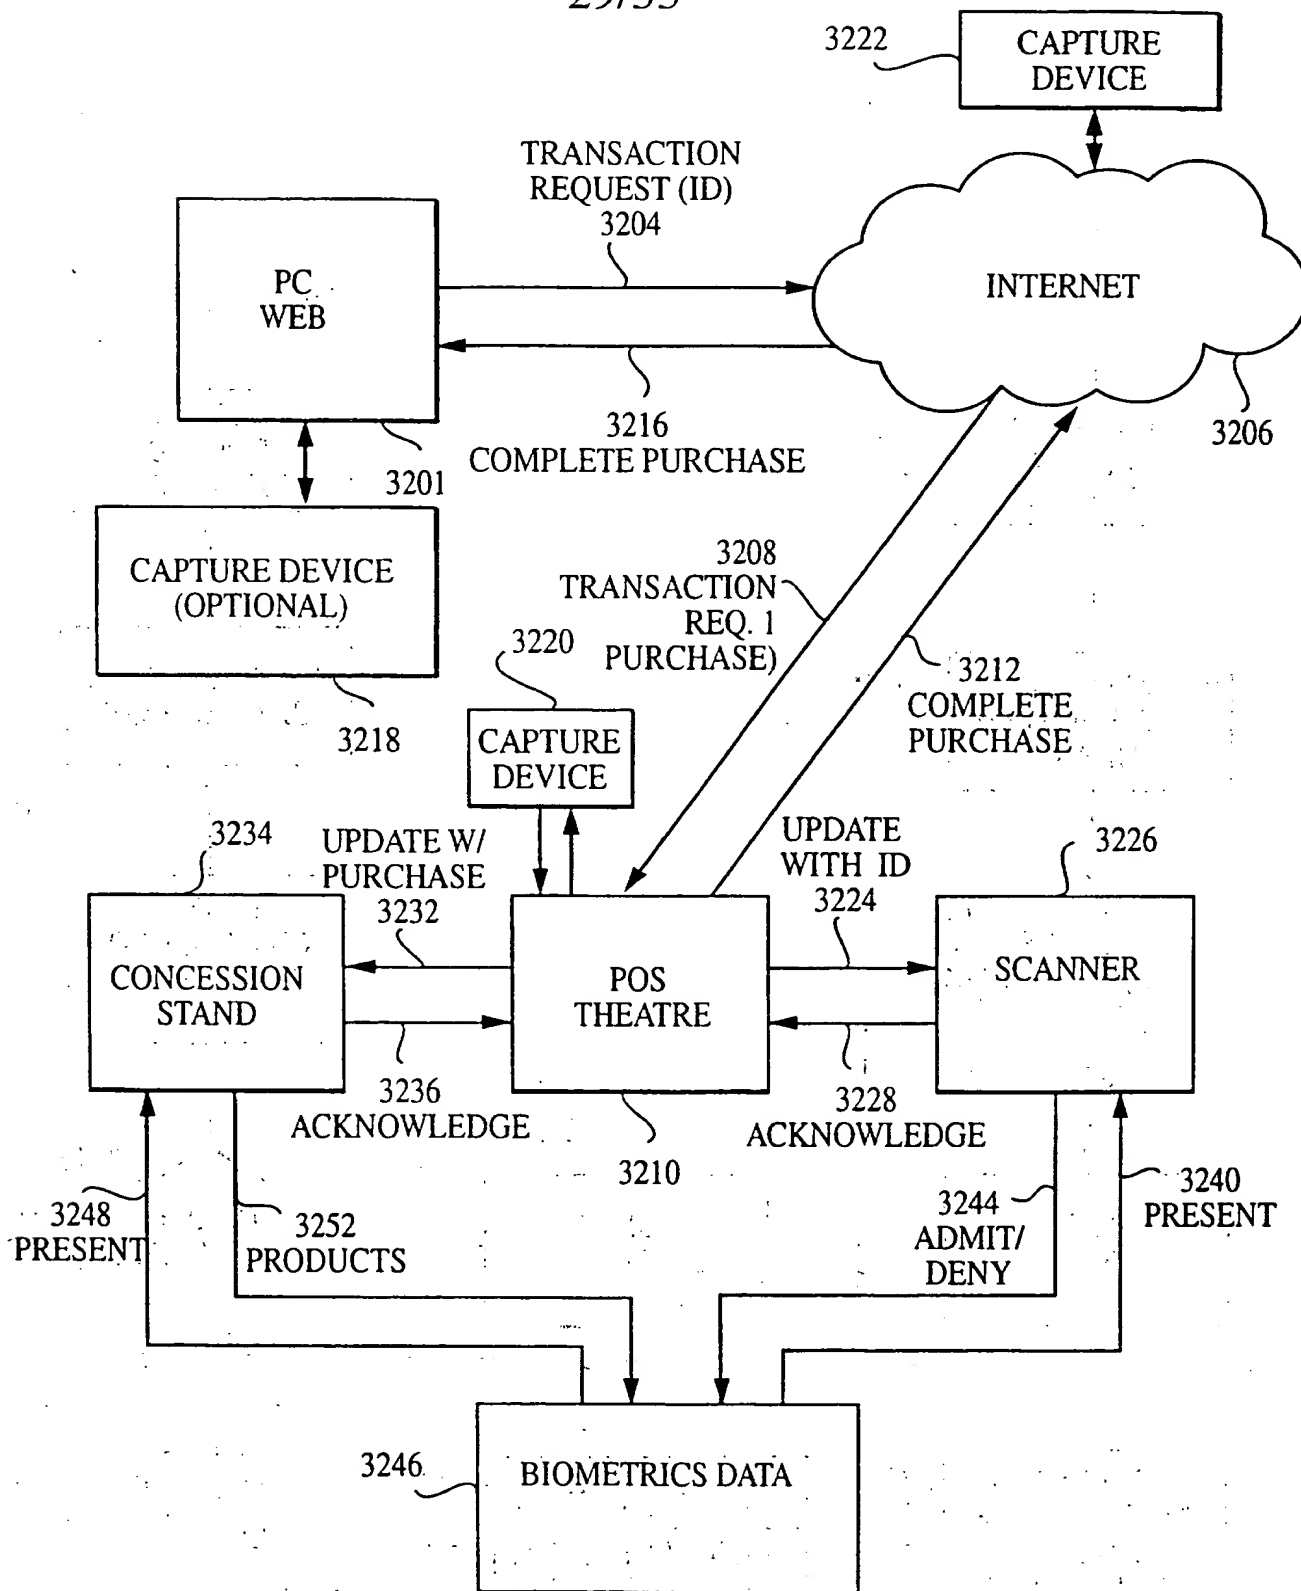 29/33
3222
CAPTURE
DEVICE
TRANSACTION
REQUEST (ID)
3204
PC
WEB
INTERNET
3216
COMPLETE PURCHASE
3206
3201
CAPTURE DEVICE
(OPTIONAL)
3208
TRANSACTION
REQ. 1
PURCHASE)
3220
3212
COMPLETE
PURCHASE
3218
CAPTURE
DEVICE
3234
UPDATE W/
PURCHASE
3232
UPDATE
WITH ID
3224
3226
CONCESSION
STAND
POS
THEATRE
SCANNER
3236
ACKNOWLEDGE
3228
ACKNOWLEDGE
3210
3248
PRESENT
3252
PRODUCTS
3244
ADMIT/
DENY
3240
PRESENT
3246
BIOMETRICS DATA